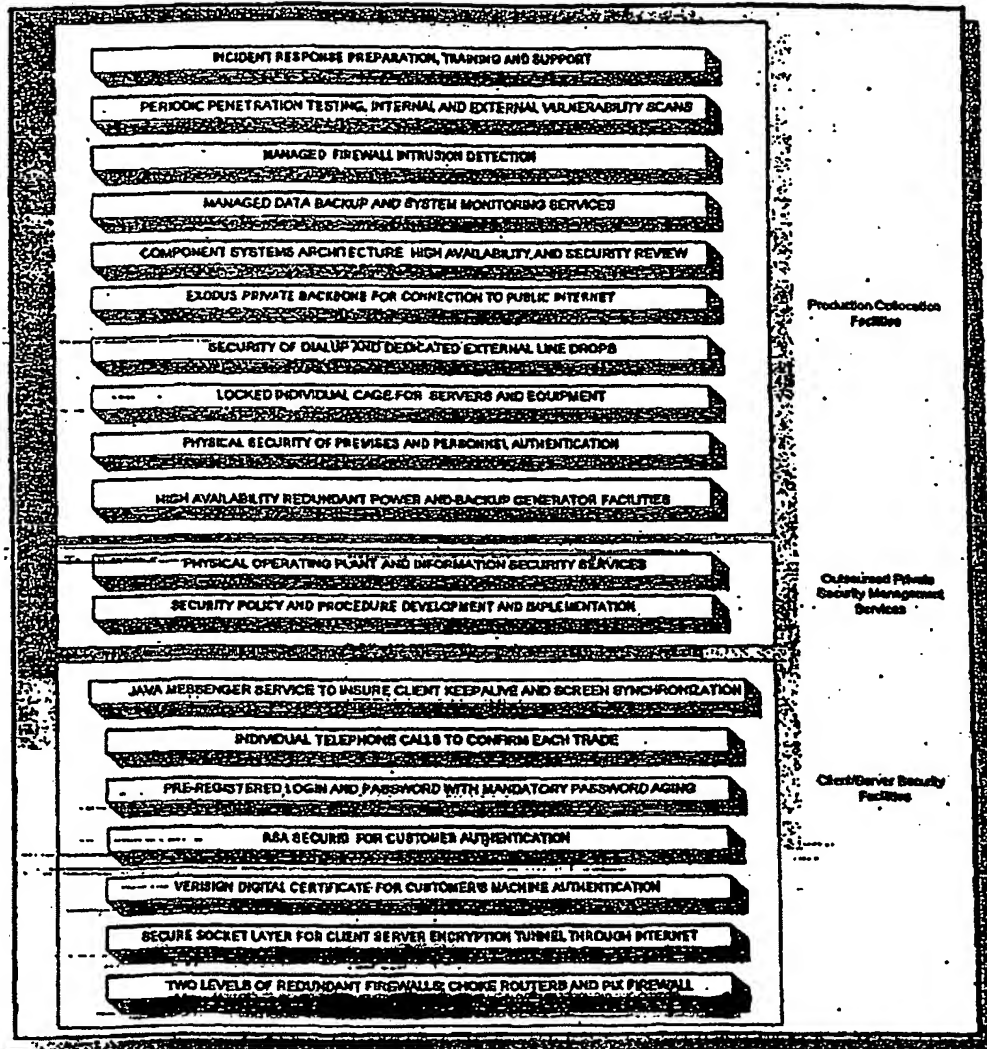 INCIDENT RESPONSE PREPARATION, TRAINING AND SUPPORT
PERIODIC PENETRATION TESTING, INTERNAL AND EXTERNAL VULNERABILITY SCANS
MANAGED FIREWALL INTRUSION DETECTION
MANAGED DATA BACKUP AND SYSTEM MONITORING SERVICES
COMPONENT SYSTEMS ARCHITECTURE HIGH AVAILABILITY AND SECURITY REVIEW
EXODUS PRIVATE BACKBONE FOR CONNECTION TO PUBLIC INTERNET
Production Collocation
Facilities
SECURITY OF DIALUP AND DEDICATED EXTERNAL LINE DROPS
LOCKED INDIVIDUAL CAGE FOR SERVERS AND EQUIPMENT
PHYSICAL SECURITY OF PREMISES AND PERSONNEL AUTHENTICATION
HIGH AVAILABILITY REDUNDANT POWER AND BACKUP GENERATOR FACILITIES
PHYSICAL OPERATING PLANT AND INFORMATION SECURITY SERVICES
SECURITY POLICY AND PROCEDURE DEVELOPMENT AND IMPLEMENTATION
Outsourced Private
Security Management
Services
JAVA MESSENGER SERVICE TO INSURE CLIENT KEEPALIVE AND SCREEN SYNCHRONIZATION
INDIVIDUAL TELEPHONE CALLS TO CONFIRM EACH TRADE
PRE-REGISTERED LOGIN AND PASSWORD WITH MANDATORY PASSWORD AGING
Client/Server Security
Facilities
RSA SECURID FOR CUSTOMER AUTHENTICATION
VERISIGN DIGITAL CERTIFICATE FOR CUSTOMER'S MACHINE AUTHENTICATION
SECURE SOCKET LAYER FOR CLIENT SERVER ENCRYPTION TUNNEL THROUGH INTERNET
TWO LEVELS OF REDUNDANT FIREWALLS; CHOKE ROUTERS AND PIX FIREWALL